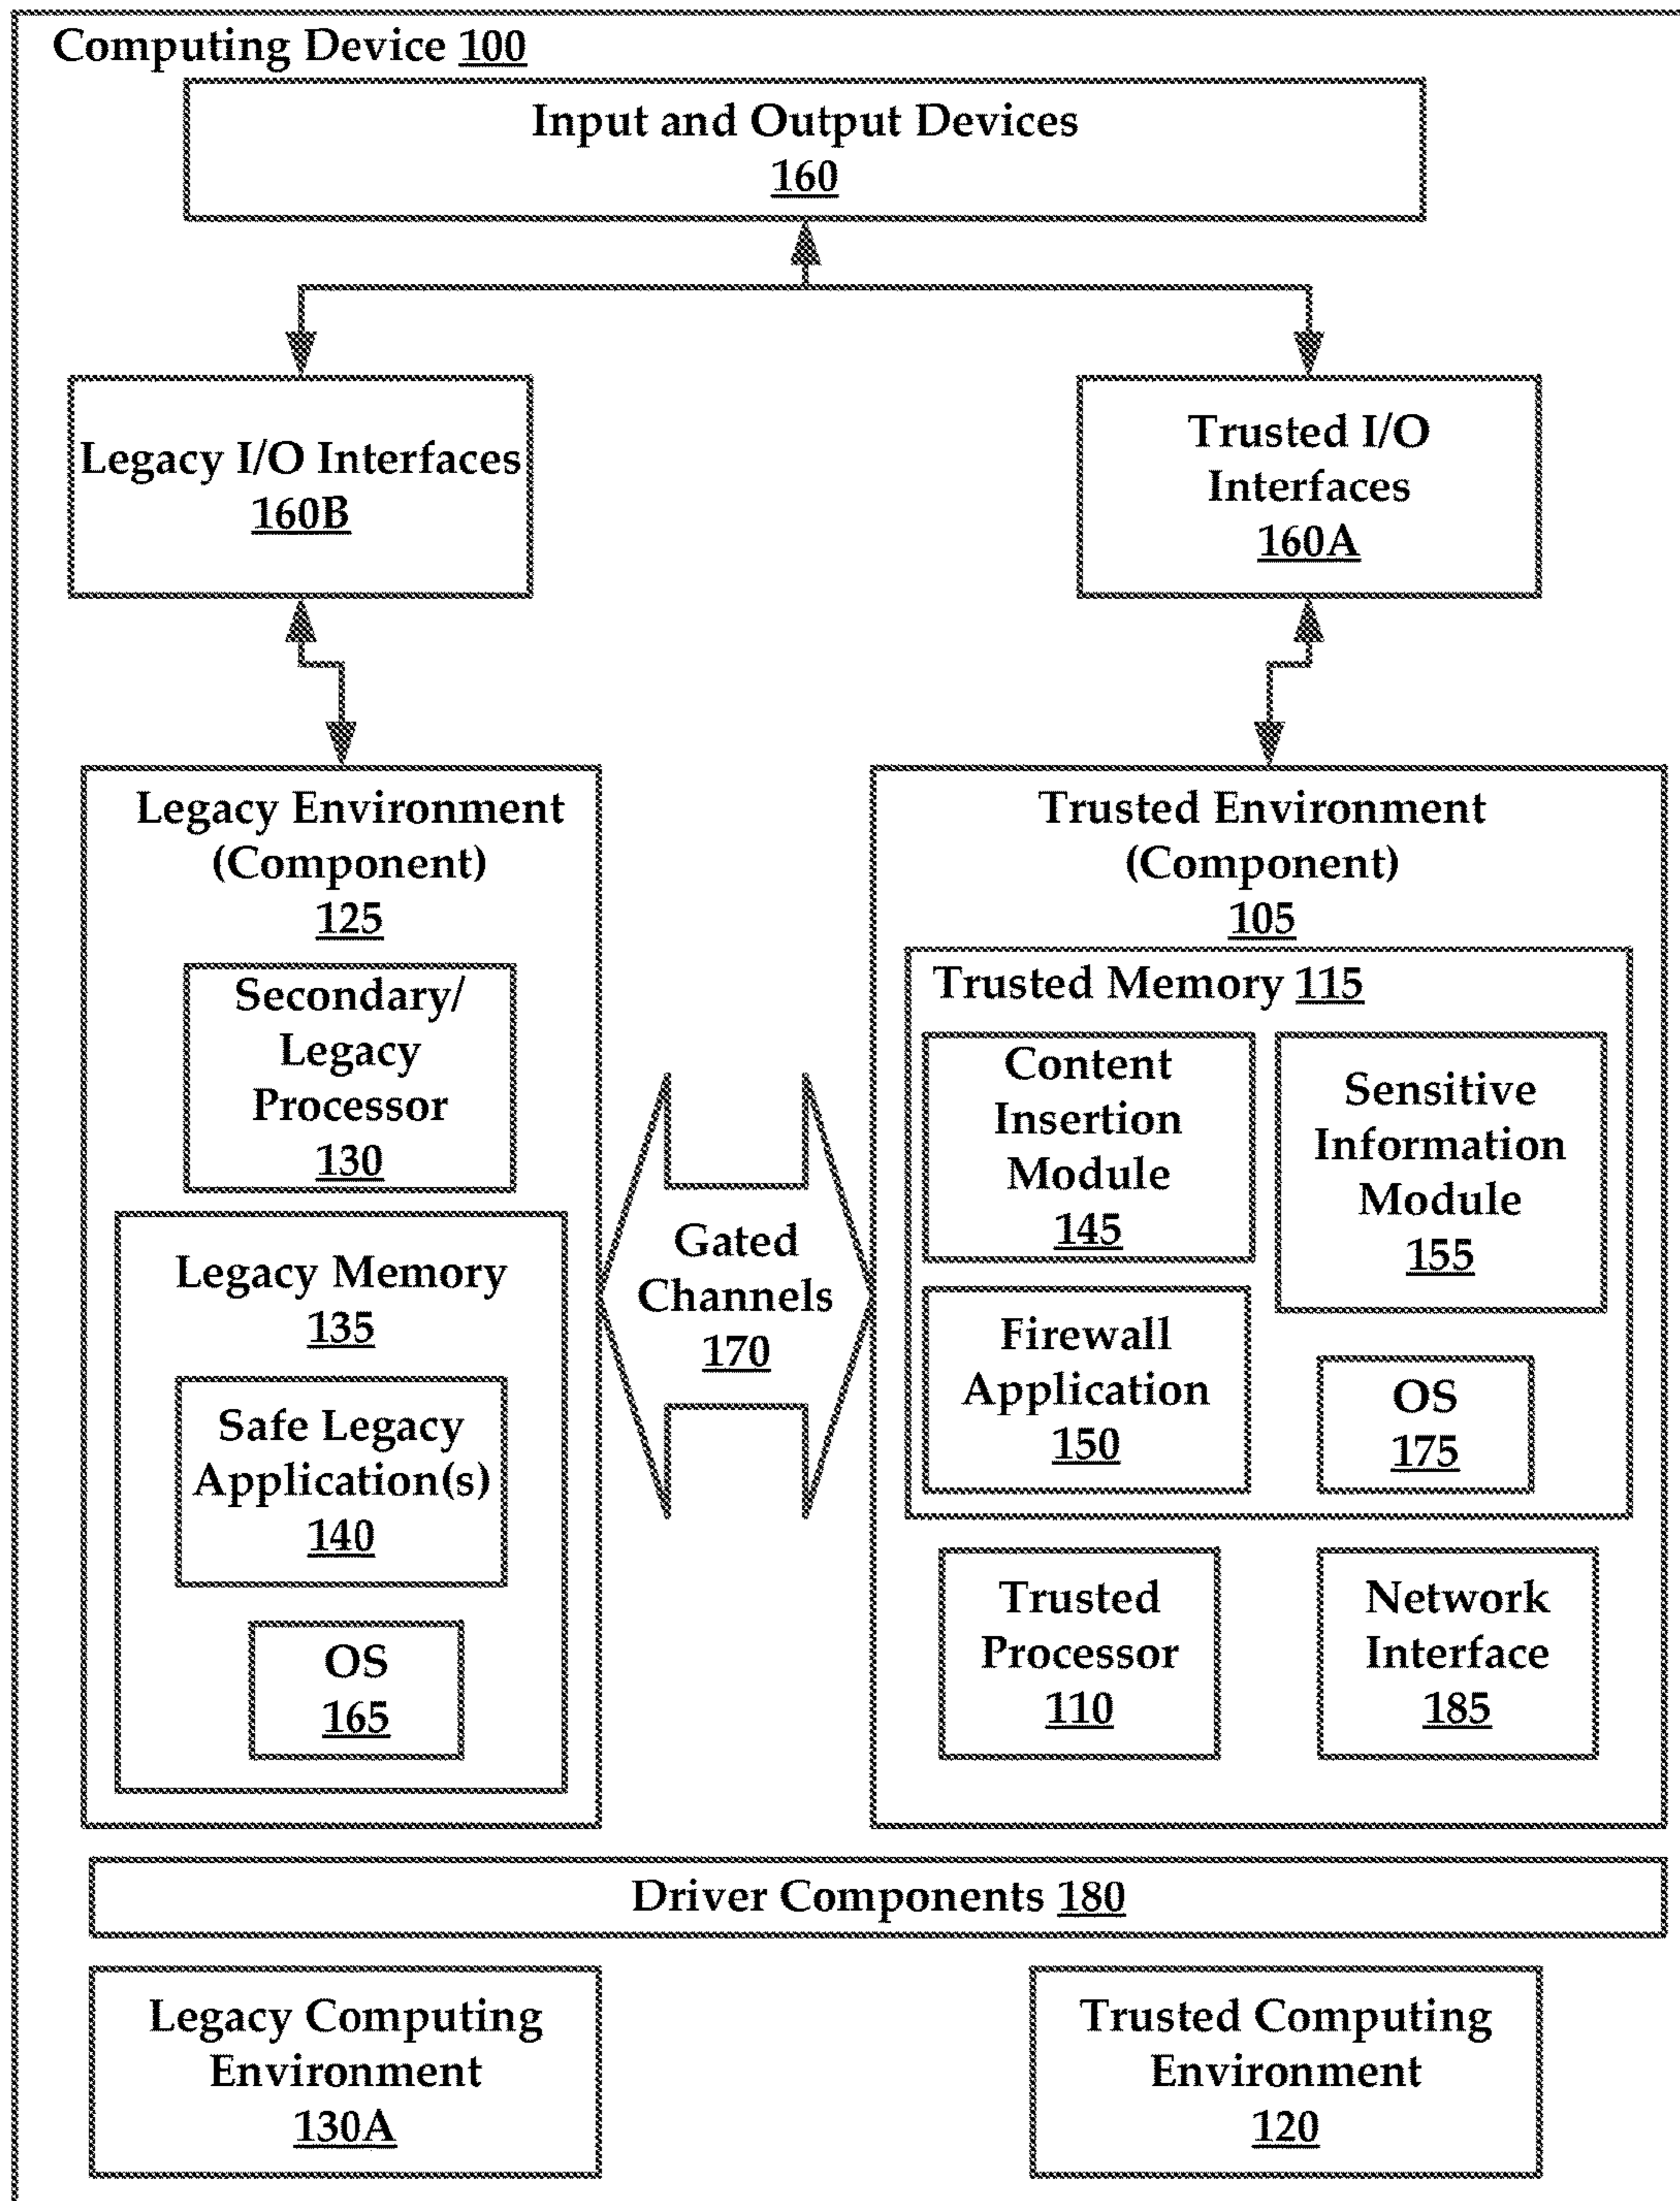 Computing Device 100
Input and Output Devices
160
Legacy I/O Interfaces
160B
Trusted I/O
Interfaces
160A
Legacy Environment
(Component)
125
Secondary/
Legacy
Processor
130
Legacy Memory
135
Safe Legacy
Application(s)
140
OS
165
Gated
Channels
170
Trusted Environment
(Component)
105
Trusted Memory 115
Content
Insertion
Module
145
Sensitive
Information
Module
155
Firewall
Application
150
OS
175
Trusted
Processor
110
Network
Interface
185
Driver Components 180
Legacy Computing
Environment
130A
Trusted Computing
Environment
120